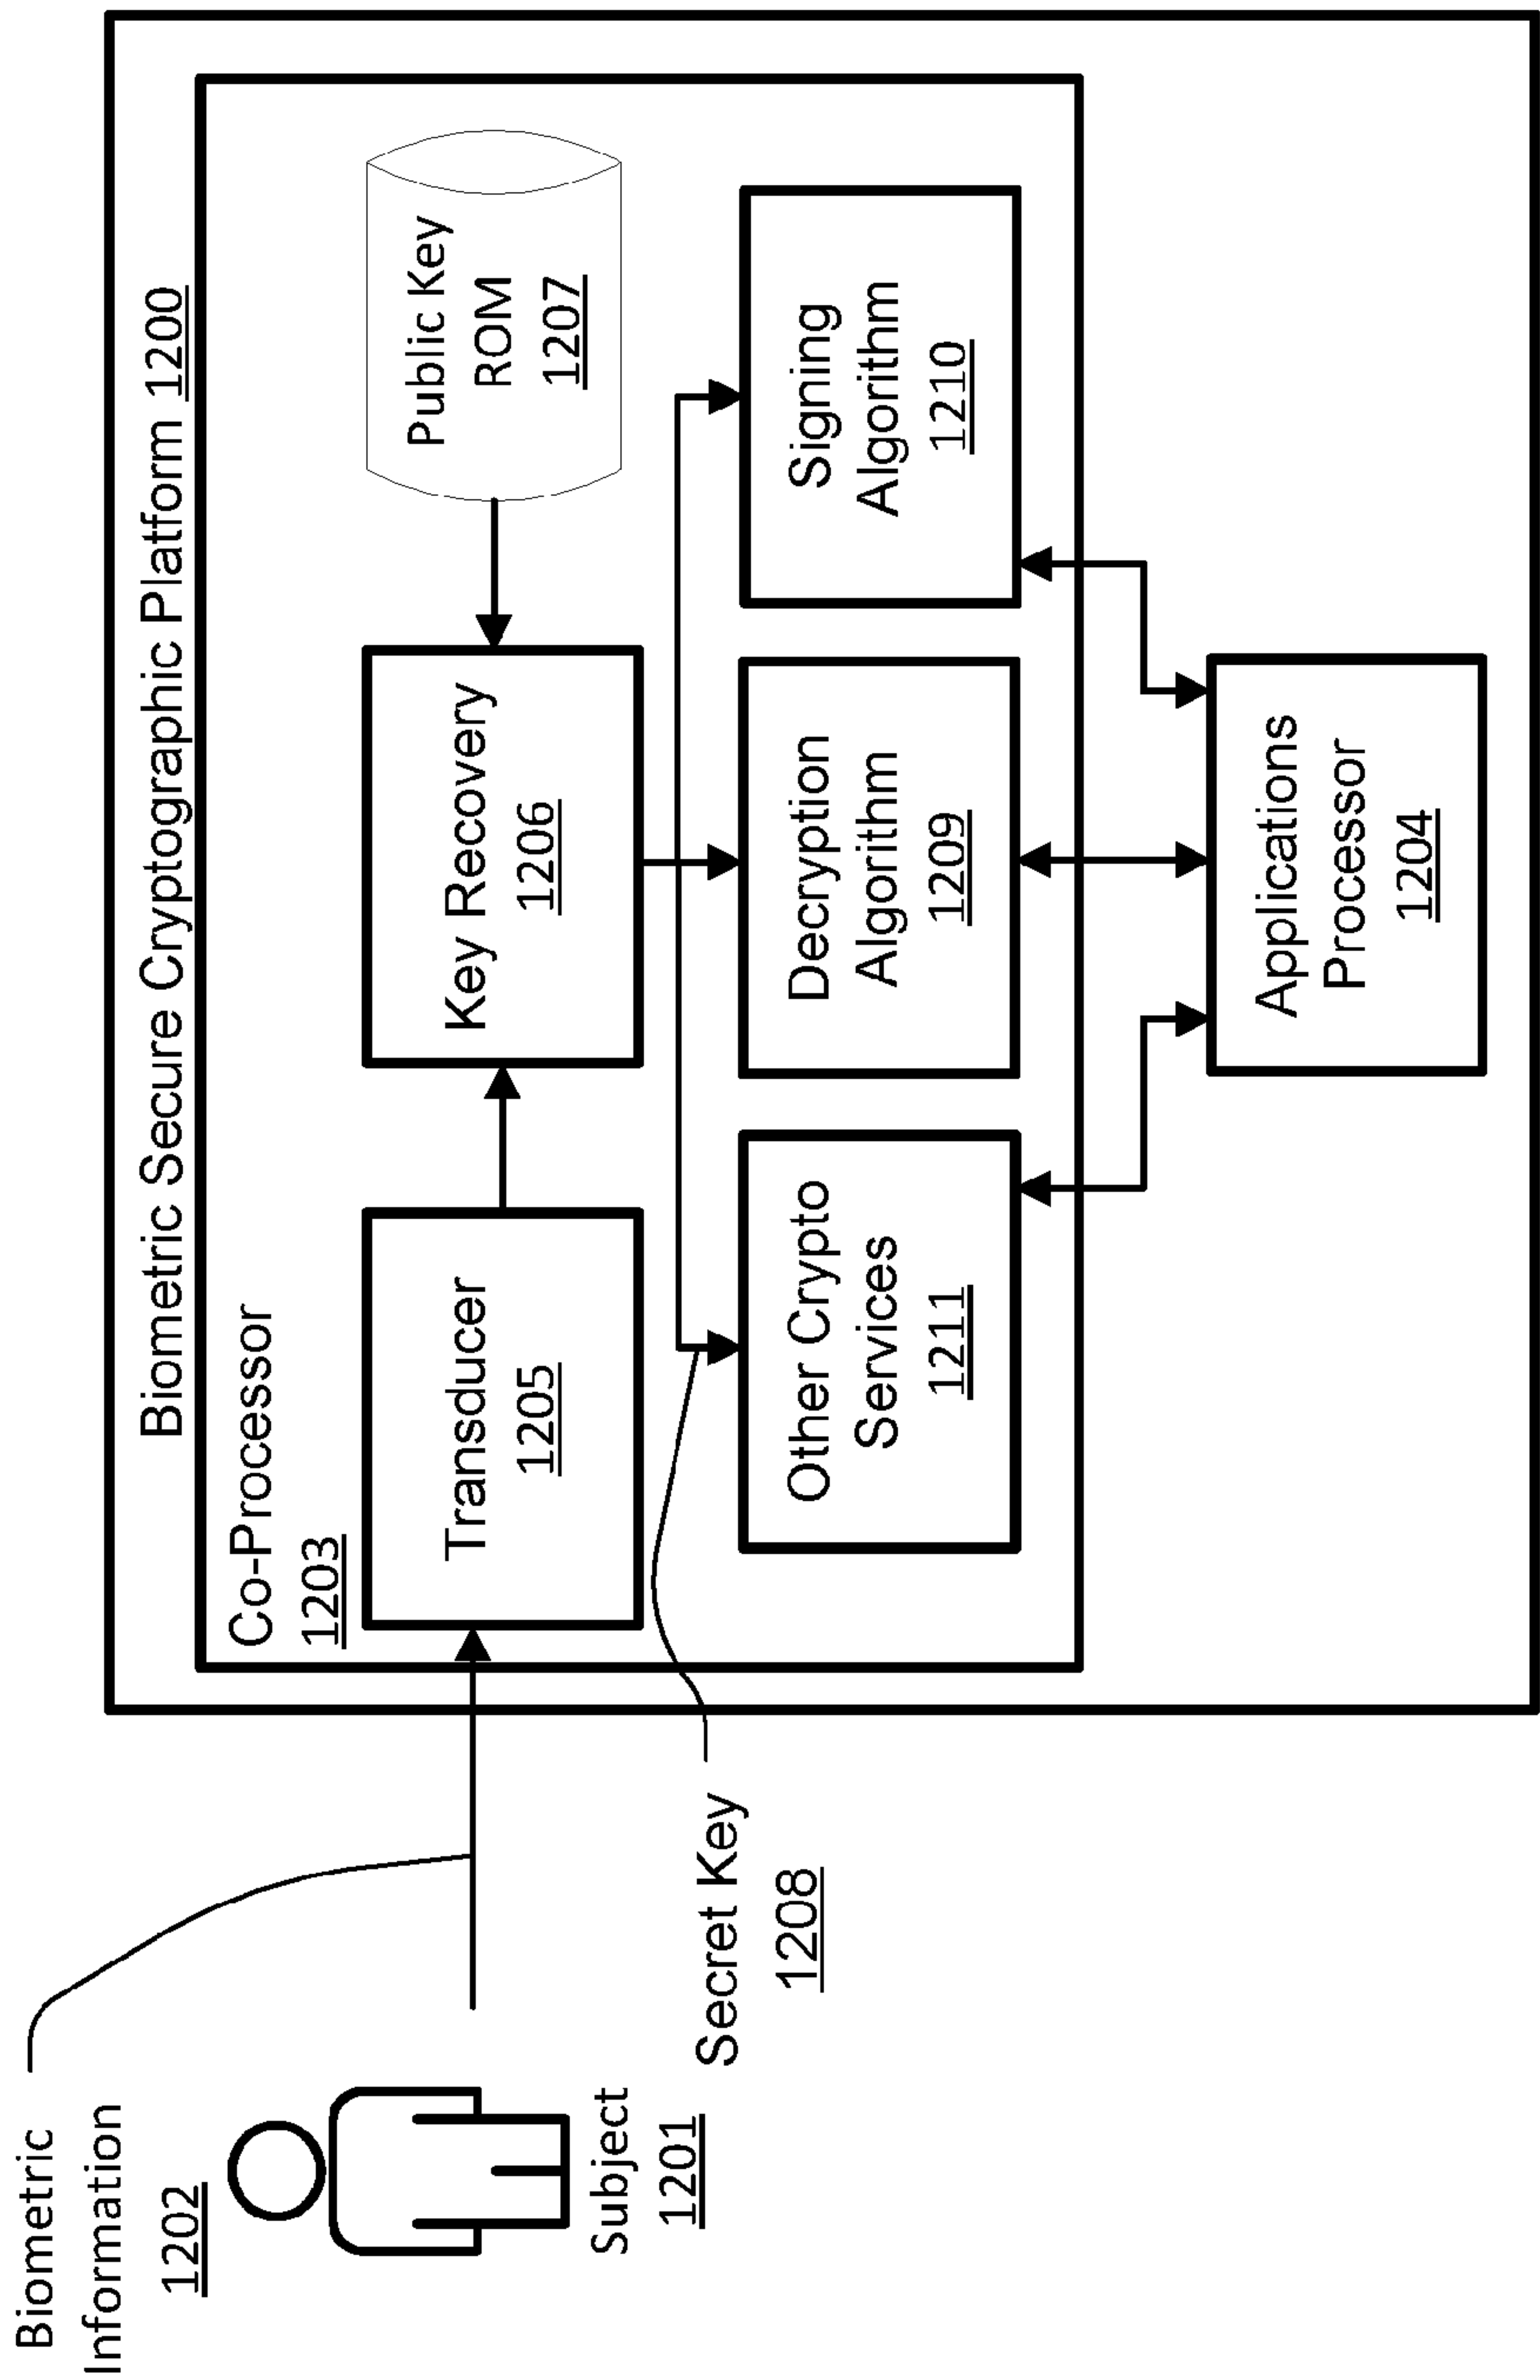 Biometric Secure Cryptographic Platform 1200
Co-Processor
1203
Transducer
1205
Key Recovery
1206
Public Key
ROM
1207
Other Crypto
Services
1211
Decryption
Algorithm
1209
Signing
Algorithm
1210
Applications
Processor
1204
Biometric
Information
1202
Subject
1201
Secret Key
1208